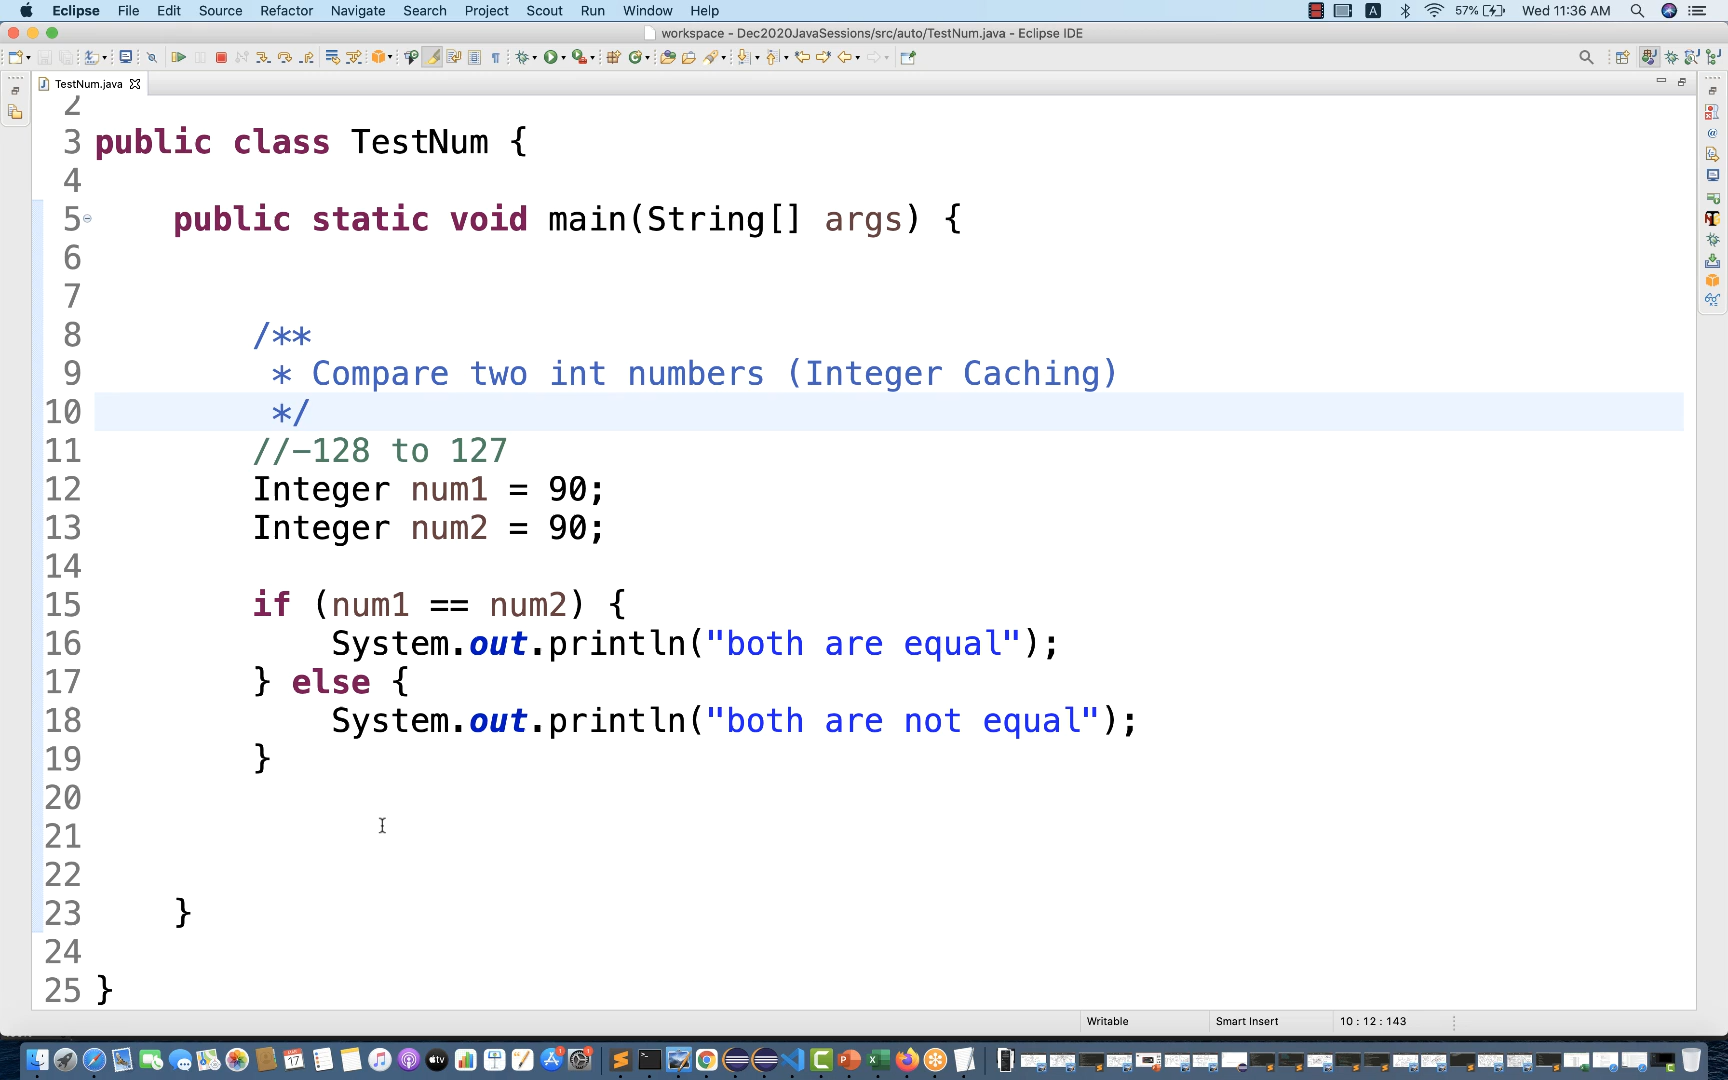 Eclipse File Edit Source Refactor Navigate Search Project Scout Run Window Help 57% Wed 11:36 AM
workspace - Dec2020JavaSessions/src/auto/TestNum.java - Eclipse IDE
TestNum.java
2
3 public class TestNum {
4
5 public static void main(String[] args) {
6
7
8 /**
9 * Compare two int numbers (Integer Caching)
10 */
11 //-128 to 127
12 Integer num1 = 90;
13 Integer num2 = 90;
14
15 if (num1 == num2) {
16 System.out.println("both are equal");
17 } else {
18 System.out.println("both are not equal");
19 }
20
21
22
23 }
24
25 }
Writable Smart Insert 10 : 12 : 143